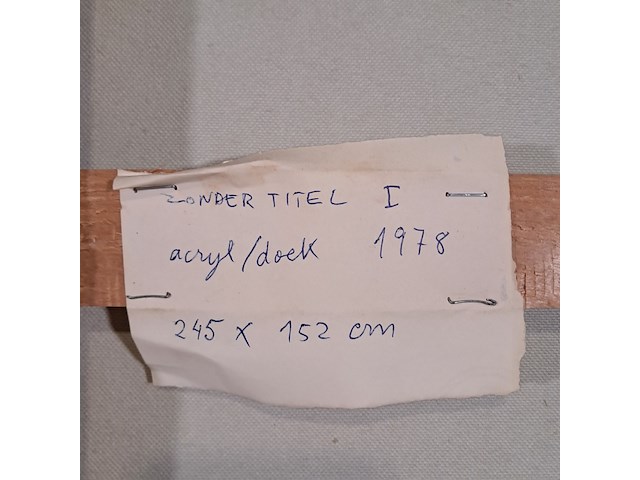 ZONDER TITEL I
acryl/doek 1978
245 x 152 cm